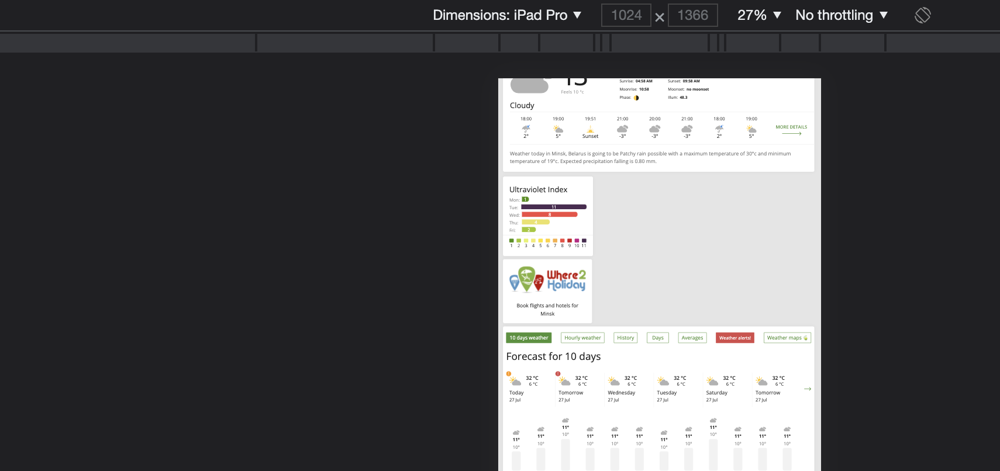 Dimensions: iPad Pro ▼ 1024 × 1366 27% ▼ No throttling ▼
Sunrise: 04:58 AM Sunset: 09:58 AM
Feels 10 °c
Moonrise: 10:58 Moonset: no moonset
Phase: Illum: 48.3
Cloudy
18:00 19:00 19:51 21:00 20:00 21:00 18:00 19:00
MORE DETAILS
2° 5° Sunset -3° -3° -3° 2° 5°
Weather today in Minsk, Belarus is going to be Patchy rain possible with a maximum temperature of 30°c and minimum
temperature of 19°c. Expected precipitation falling is 0.80 mm.
Ultraviolet Index
Mon: 1
Tue: 11
Wed: 8
Thu: 4
Fri: 2
1 2 3 4 5 6 7 8 9 10 11
Where2
Holiday
Book flights and hotels for
Minsk
10 days weather Hourly weather History Days Averages Weather alerts! Weather maps
Forecast for 10 days
32 °C 32 °C 32 °C 32 °C 32 °C 32 °C
6 °C 6 °C 6 °C 6 °C 6 °C 6 °C
Today Tomorrow Wednesday Tuesday Saturday Tomorrow
27 Jul 27 Jul 27 Jul 27 Jul 27 Jul 27 Jul
11° 11° 11° 11° 11° 11° 11° 11° 11° 11° 11° 11°
10° 10° 10° 10° 10° 10° 10° 10° 10° 10° 10° 10°